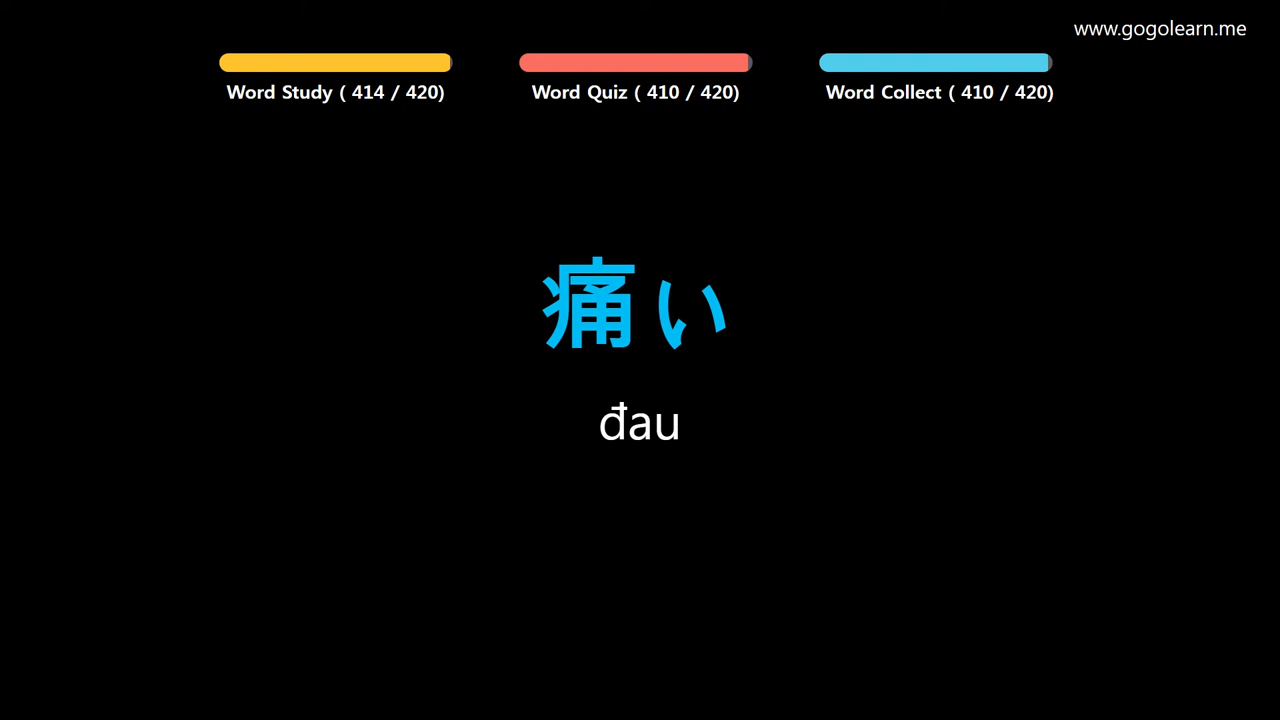 www.gogolearn.me
Word Study ( 414 / 420)
Word Quiz ( 410 / 420)
Word Collect ( 410 / 420)
痛い
đau